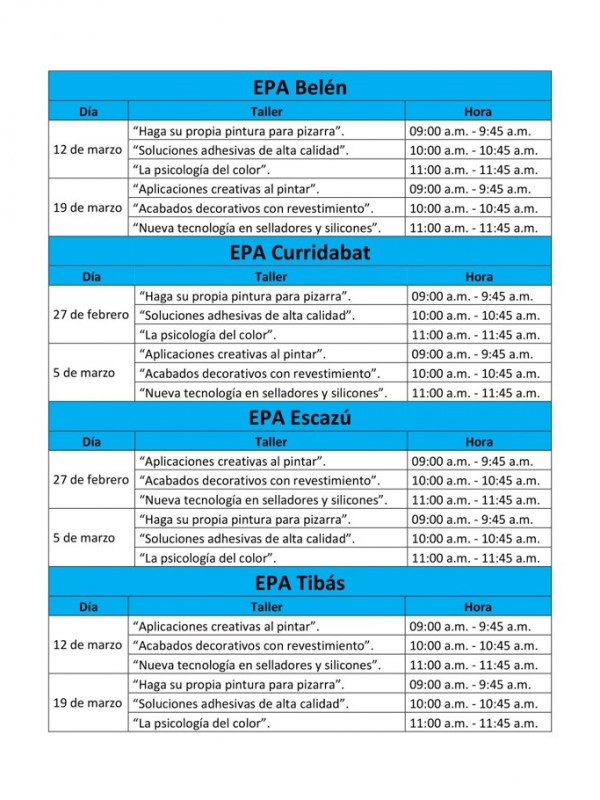 EPA Belén
Día Taller Hora
12 de marzo
“Haga su propia pintura para pizarra”. 09:00 a.m. - 9:45 a.m.
“Soluciones adhesivas de alta calidad”. 10:00 a.m. - 10:45 a.m.
“La psicología del color”. 11:00 a.m. - 11:45 a.m.
19 de marzo
“Aplicaciones creativas al pintar”. 09:00 a.m. - 9:45 a.m.
“Acabados decorativos con revestimiento”. 10:00 a.m. - 10:45 a.m.
“Nueva tecnología en selladores y silicones”. 11:00 a.m. - 11:45 a.m.
EPA Curridabat
Día Taller Hora
27 de febrero
“Haga su propia pintura para pizarra”. 09:00 a.m. - 9:45 a.m.
“Soluciones adhesivas de alta calidad”. 10:00 a.m. - 10:45 a.m.
“La psicología del color”. 11:00 a.m. - 11:45 a.m.
5 de marzo
“Aplicaciones creativas al pintar”. 09:00 a.m. - 9:45 a.m.
“Acabados decorativos con revestimiento”. 10:00 a.m. - 10:45 a.m.
“Nueva tecnología en selladores y silicones”. 11:00 a.m. - 11:45 a.m.
EPA Escazú
Día Taller Hora
27 de febrero
“Aplicaciones creativas al pintar”. 09:00 a.m. - 9:45 a.m.
“Acabados decorativos con revestimiento”. 10:00 a.m. - 10:45 a.m.
“Nueva tecnología en selladores y silicones”. 11:00 a.m. - 11:45 a.m.
5 de marzo
“Haga su propia pintura para pizarra”. 09:00 a.m. - 9:45 a.m.
“Soluciones adhesivas de alta calidad”. 10:00 a.m. - 10:45 a.m.
“La psicología del color”. 11:00 a.m. - 11:45 a.m.
EPA Tibás
Día Taller Hora
12 de marzo
“Aplicaciones creativas al pintar”. 09:00 a.m. - 9:45 a.m.
“Acabados decorativos con revestimiento”. 10:00 a.m. - 10:45 a.m.
“Nueva tecnología en selladores y silicones”. 11:00 a.m. - 11:45 a.m.
19 de marzo
“Haga su propia pintura para pizarra”. 09:00 a.m. - 9:45 a.m.
“Soluciones adhesivas de alta calidad”. 10:00 a.m. - 10:45 a.m.
“La psicología del color”. 11:00 a.m. - 11:45 a.m.